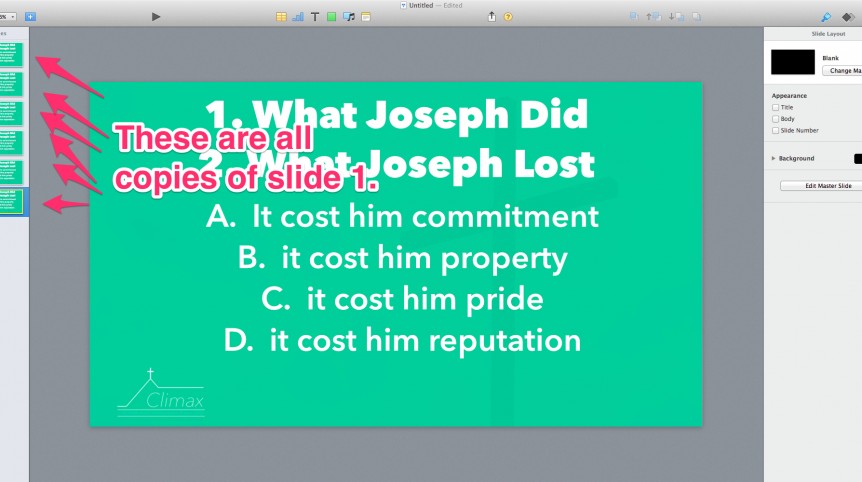 Untitled — Edited
Slide Layout
Blank
Change Ma
Appearance
Title
Body
Slide Number
Background
Edit Master Slide
1. What Joseph Did
2. What Joseph Lost
These are all
copies of slide 1.
A. It cost him commitment
B. it cost him property
C. it cost him pride
D. it cost him reputation
Climax